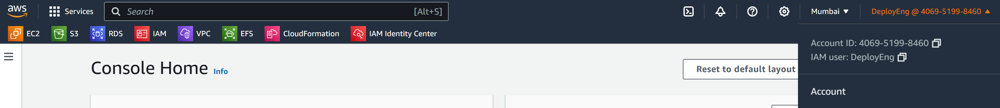 aws Services Search [Alt+S] Mumbai DeployEng @ 4069-5199-8460
EC2 S3 RDS IAM VPC EFS CloudFormation IAM Identity Center
Account ID: 4069-5199-8460
IAM user: DeployEng
Console Home Info
Reset to default layout
Account